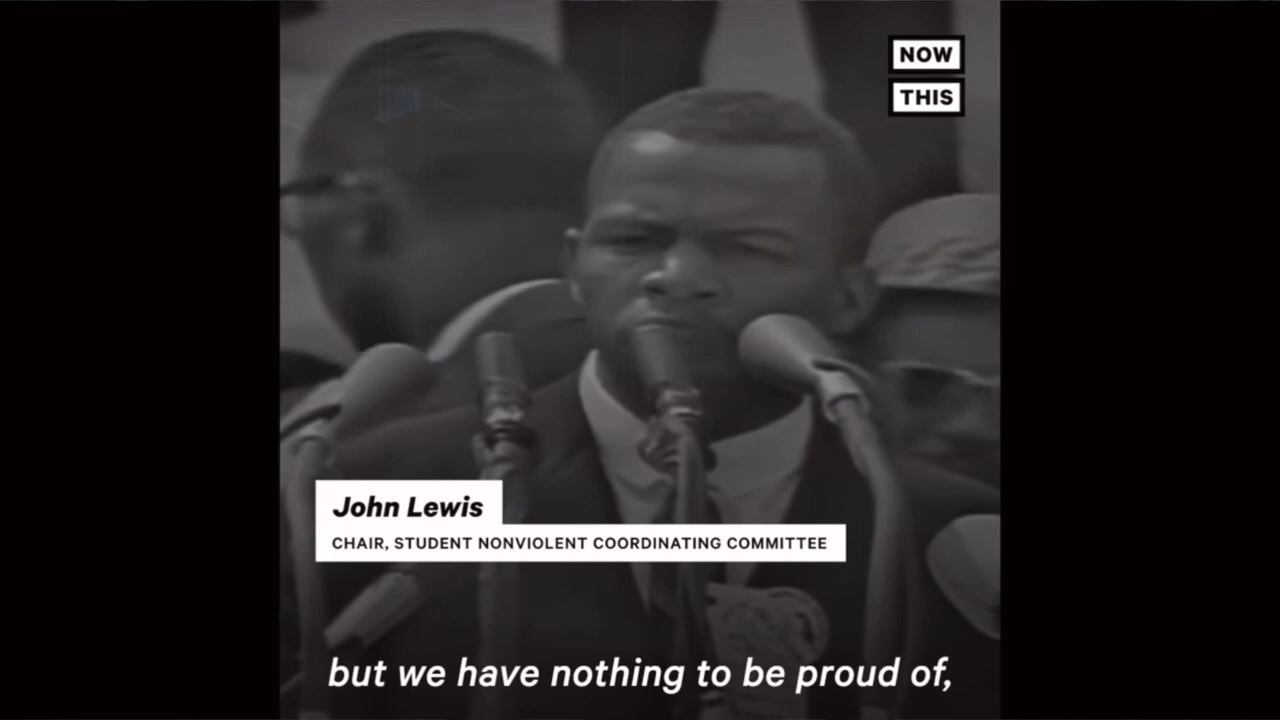 NOW
THIS
John Lewis
CHAIR, STUDENT NONVIOLENT COORDINATING COMMITTEE
but we have nothing to be proud of,